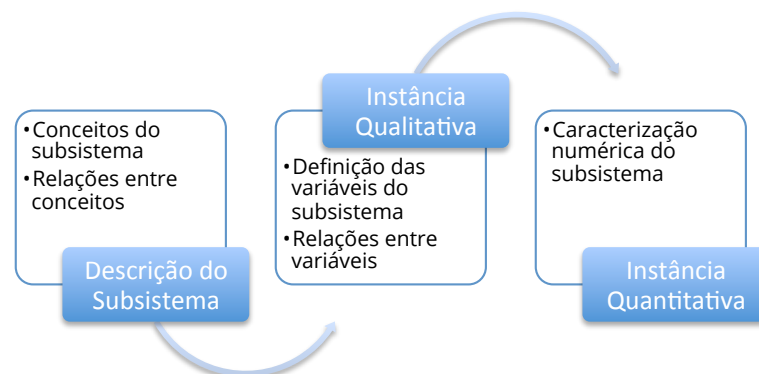 •Conceitos do
subsistema
•Relações entre
conceitos
Descrição do
Subsistema
Instância
Qualitativa
•Definição das
variáveis do
subsistema
•Relações entre
variáveis
•Caracterização
numérica do
subsistema
Instância
Quantitativa